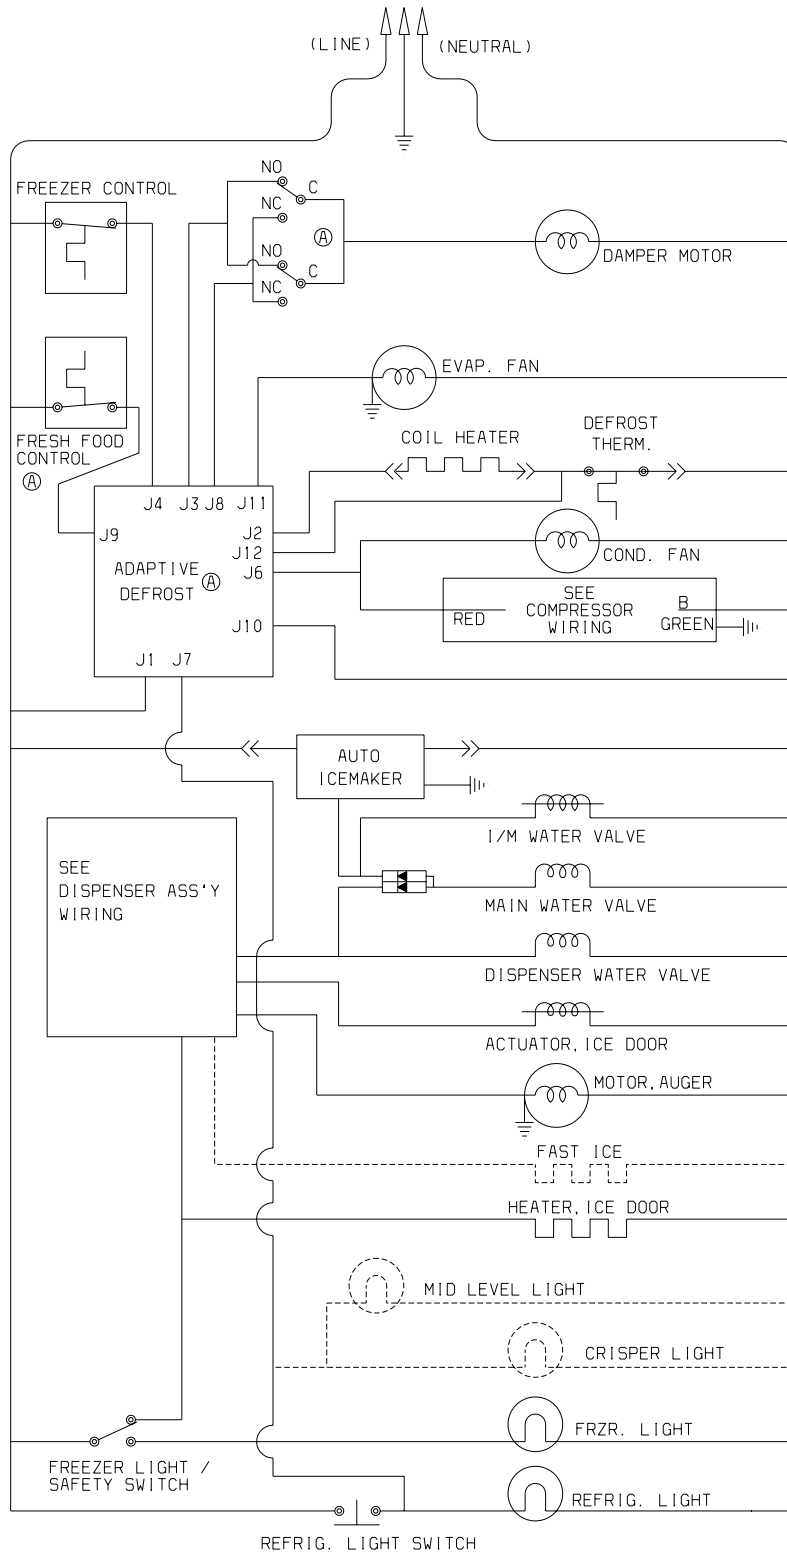 (LINE)
(NEUTRAL)
NO
C
FREEZER CONTROL
NC
A
NO
DAMPER MOTOR
C
NC
EVAP. FAN
FRESH FOOD
CONTROL
A
COIL HEATER
DEFROST
THERM.
J4 J3 J8 J11
J9
J2
J12
J6
ADAPTIVE
DEFROST
A
COND. FAN
SEE
COMPRESSOR
WIRING
RED
B
GREEN
J10
J1 J7
AUTO
ICEMAKER
I/M WATER VALVE
SEE
DISPENSER ASS'Y
WIRING
MAIN WATER VALVE
DISPENSER WATER VALVE
ACTUATOR, ICE DOOR
MOTOR, AUGER
FAST ICE
HEATER, ICE DOOR
MID LEVEL LIGHT
CRISPER LIGHT
FRZR. LIGHT
FREEZER LIGHT /
SAFETY SWITCH
REFRIG. LIGHT
REFRIG. LIGHT SWITCH